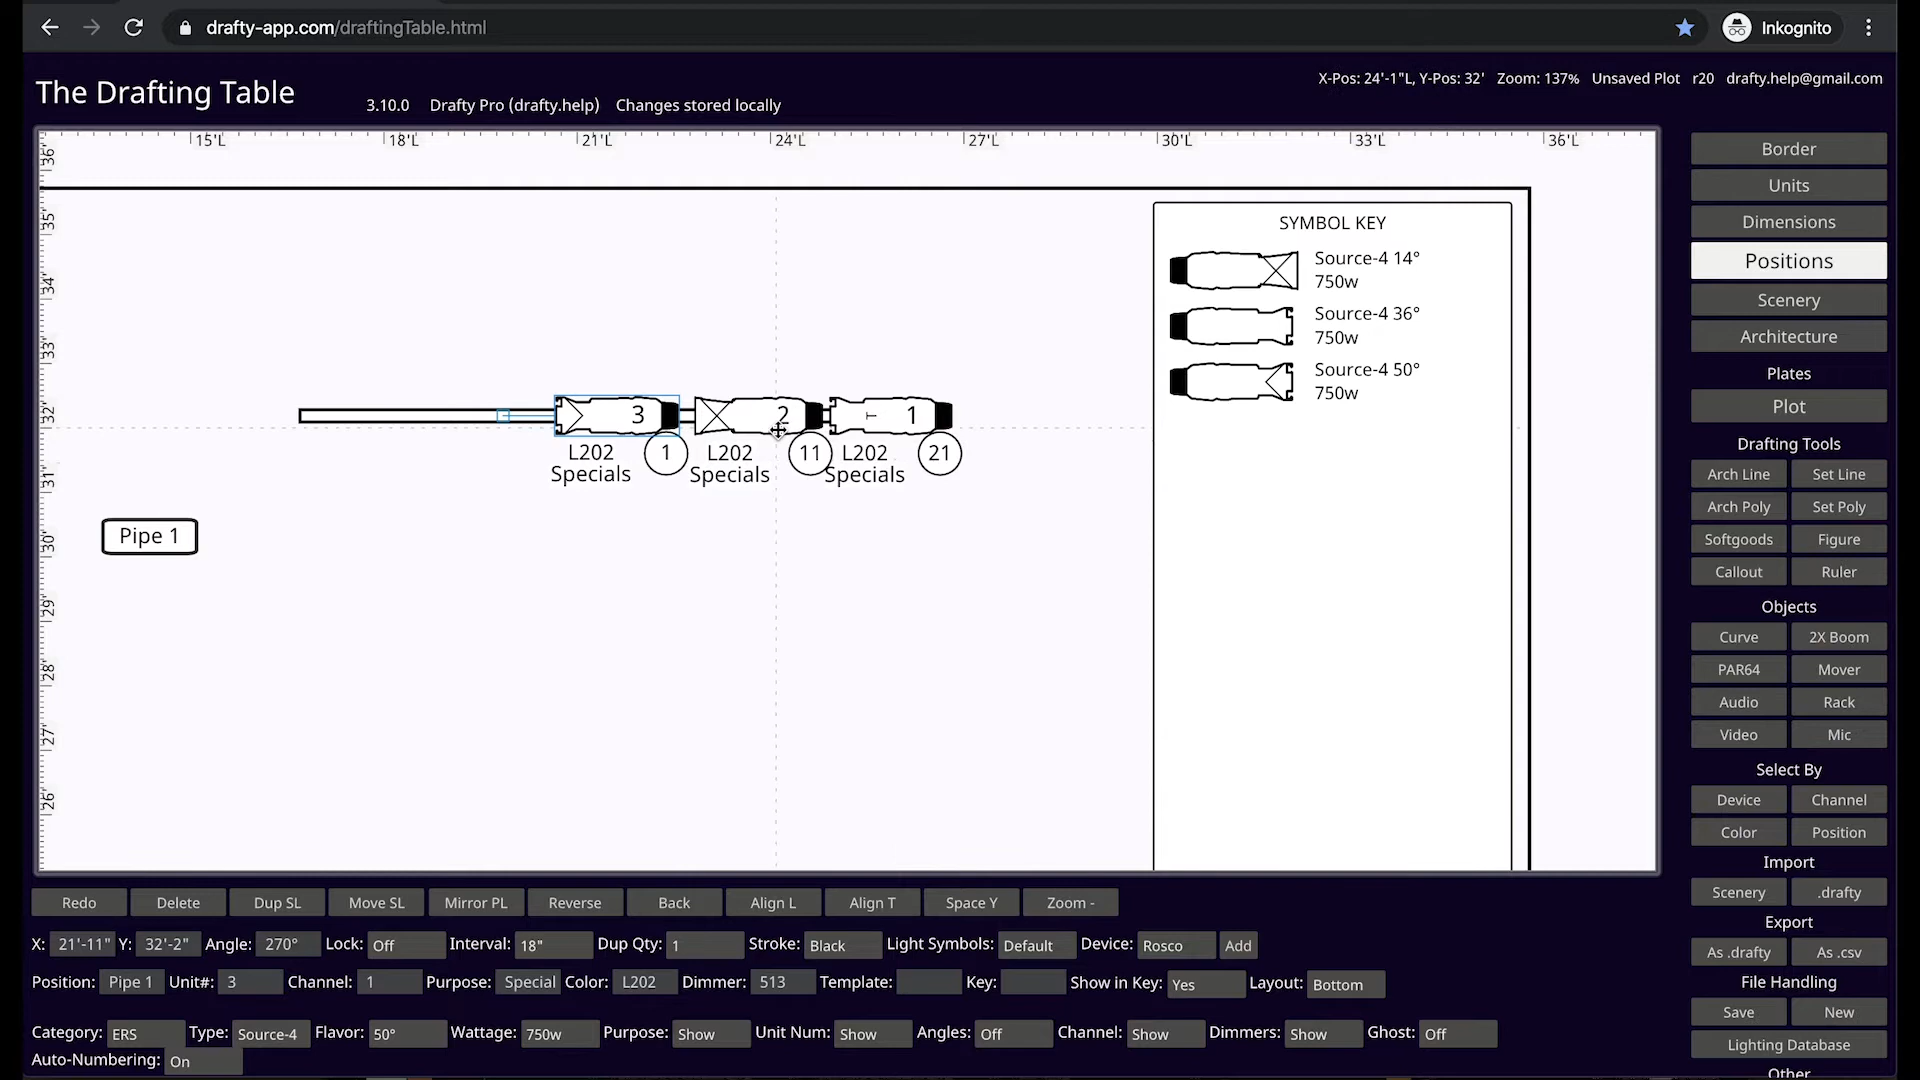 drafty-app.com/draftingTable.html
Inkognito
The Drafting Table
3.10.0 Drafty Pro (drafty.help) Changes stored locally
X-Pos: 24'-1"L, Y-Pos: 32' Zoom: 137% Unsaved Plot r20 drafty.help@gmail.com
15'L 18'L 21'L 24'L 27'L 30'L 33'L 36'L
36'
35'
34'
33'
32'
31'
30'
29'
28'
27'
26'
SYMBOL KEY
Source-4 14°
750w
Source-4 36°
750w
Source-4 50°
750w
3 2 T 1
L202 1 L202 11 L202 21
Specials Specials Specials
Pipe 1
Border
Units
Dimensions
Positions
Scenery
Architecture
Plates
Plot
Drafting Tools
Arch Line Set Line
Arch Poly Set Poly
Softgoods Figure
Callout Ruler
Objects
Curve 2X Boom
PAR64 Mover
Audio Rack
Video Mic
Select By
Device Channel
Color Position
Import
Scenery .drafty
Export
As .drafty As .csv
File Handling
Save New
Lighting Database
Other
Redo Delete Dup SL Move SL Mirror PL Reverse Back Align L Align T Space Y Zoom -
X: 21'-11" Y: 32'-2" Angle: 270° Lock: Off Interval: 18" Dup Qty: 1 Stroke: Black Light Symbols: Default Device: Rosco Add
Position: Pipe 1 Unit#: 3 Channel: 1 Purpose: Special Color: L202 Dimmer: 513 Template: Key: Show in Key: Yes Layout: Bottom
Category: ERS Type: Source-4 Flavor: 50° Wattage: 750w Purpose: Show Unit Num: Show Angles: Off Channel: Show Dimmers: Show Ghost: Off
Auto-Numbering: On